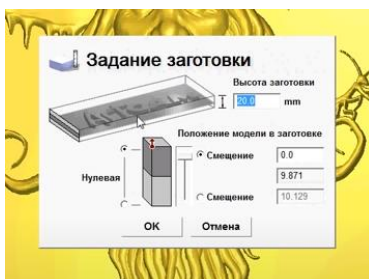 Задание заготовки
Высота заготовки
20.0 mm
Положение модели в заготовке
Смещение 0.0
Нулевая 9.871
Смещение 10.129
OK Отмена